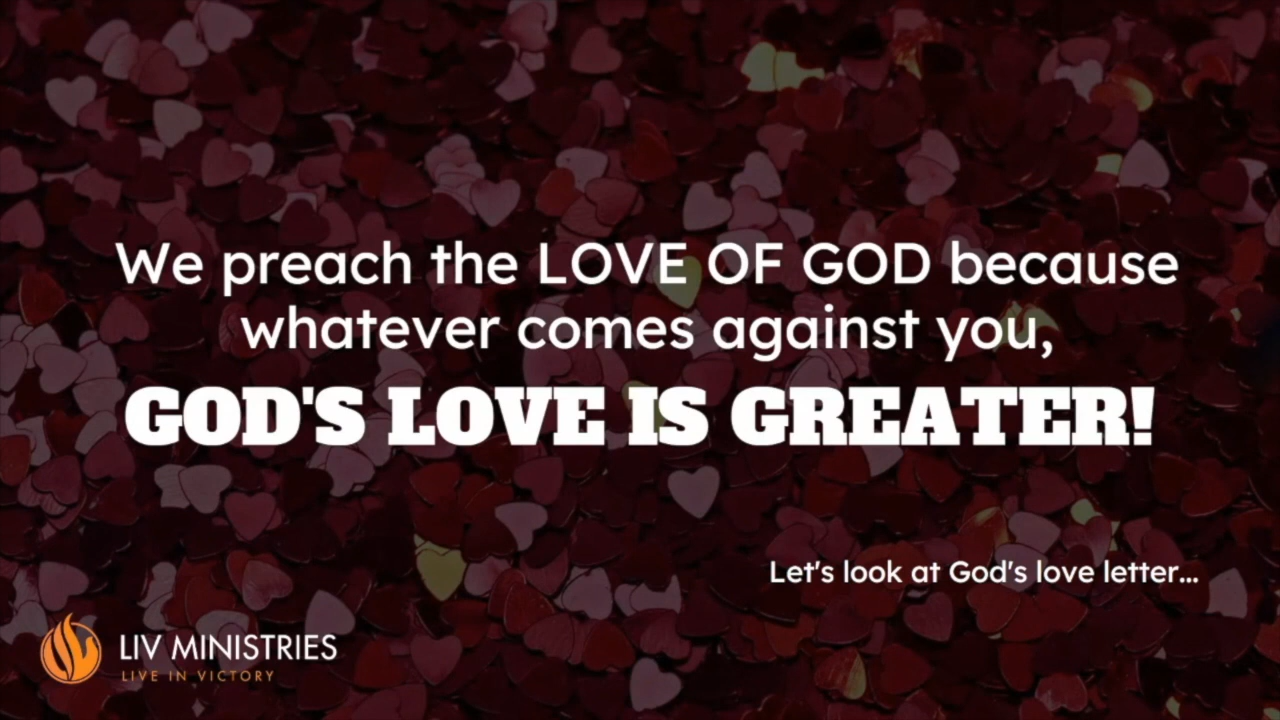 We preach the LOVE OF GOD because
whatever comes against you,
GOD'S LOVE IS GREATER!
Let's look at God's love letter...
LIV MINISTRIES
LIVE IN VICTORY